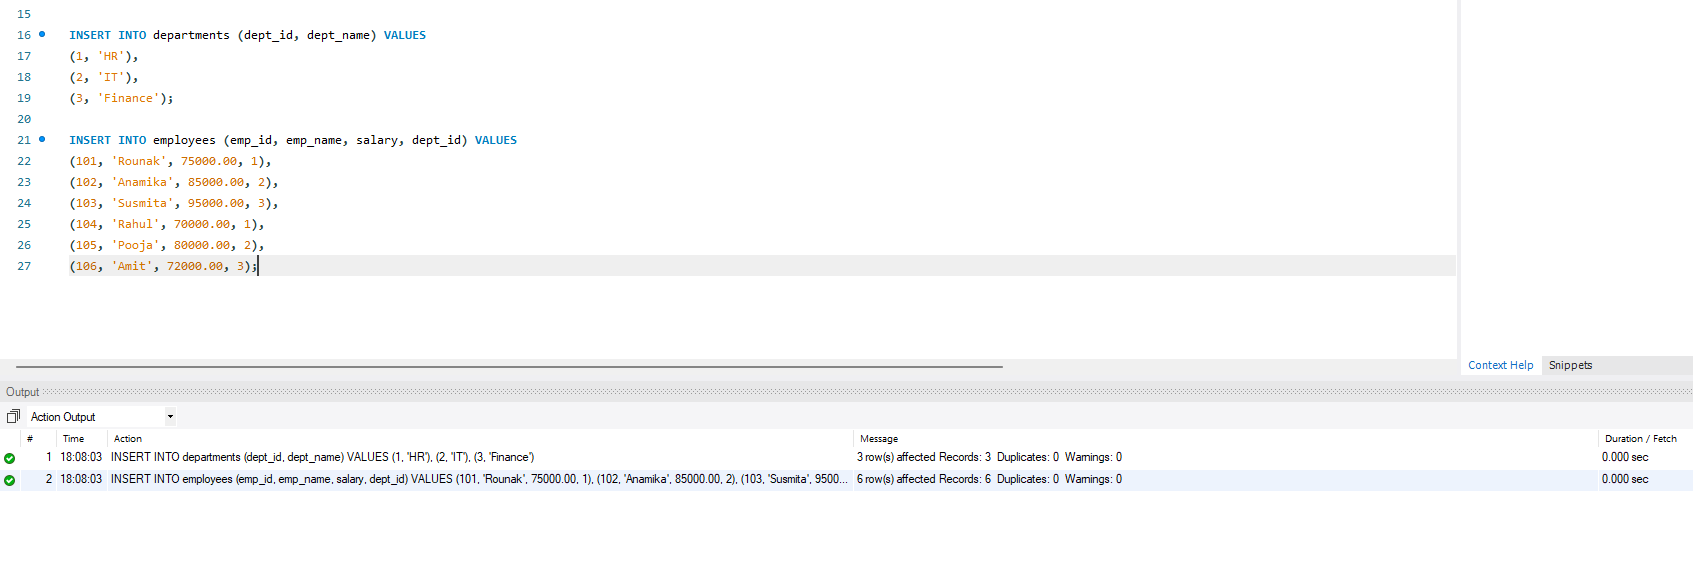 15
16 INSERT INTO departments (dept_id, dept_name) VALUES
17 (1, 'HR'),
18 (2, 'IT'),
19 (3, 'Finance');
20
21 INSERT INTO employees (emp_id, emp_name, salary, dept_id) VALUES
22 (101, 'Rounak', 75000.00, 1),
23 (102, 'Anamika', 85000.00, 2),
24 (103, 'Susmita', 95000.00, 3),
25 (104, 'Rahul', 70000.00, 1),
26 (105, 'Pooja', 80000.00, 2),
27 (106, 'Amit', 72000.00, 3);
Context Help Snippets
Output
Action Output
# Time Action Message Duration / Fetch
1 18:08:03 INSERT INTO departments (dept_id, dept_name) VALUES (1, 'HR'), (2, 'IT'), (3, 'Finance') 3 row(s) affected Records: 3 Duplicates: 0 Warnings: 0 0.000 sec
2 18:08:03 INSERT INTO employees (emp_id, emp_name, salary, dept_id) VALUES (101, 'Rounak', 75000.00, 1), (102, 'Anamika', 85000.00, 2), (103, 'Susmita', 9500... 6 row(s) affected Records: 6 Duplicates: 0 Warnings: 0 0.000 sec